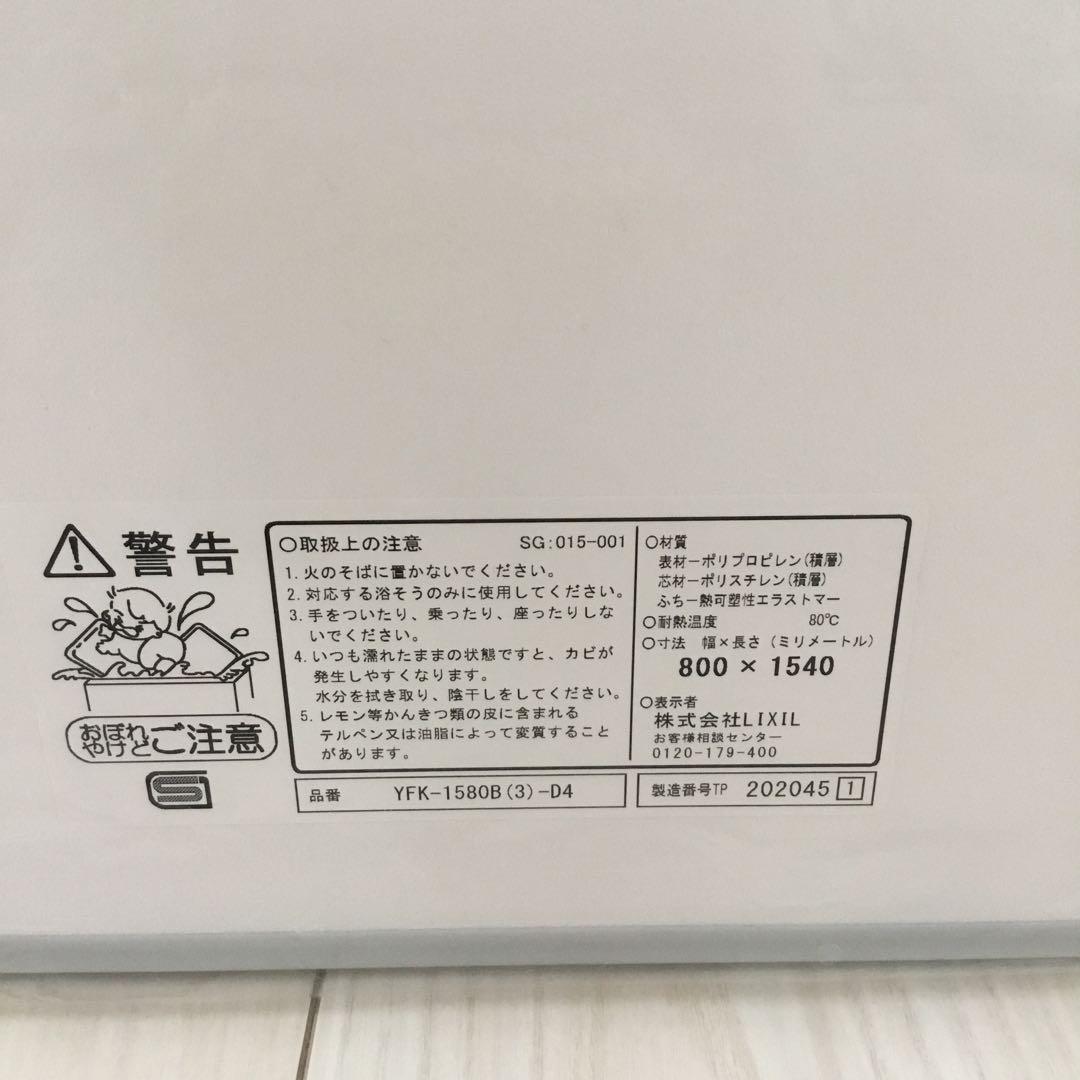 警告
おぼれ
やけど
ご注意
○取扱上の注意 SG:015-001
1.火のそばに置かないでください。
2.対応する浴そうのみに使用してください。
3.手をついたり、乗ったり、座ったりしな
いでください。
4.いつも濡れたままの状態ですと、カビが
発生しやすくなります。
水分を拭き取り、陰干しをしてください。
5.レモン等かんきつ類の皮に含まれる
テルペン又は油脂によって変質すること
があります。
○材質
表材ーポリプロピレン(積層)
芯材ーポリスチレン(積層)
ふちー熱可塑性エラストマー
○耐熱温度 80℃
○寸法 幅×長さ(ミリメートル)
800 × 1540
○表示者
株式会社LIXIL
お客様相談センター
0120-179-400
品番 YFK-1580B(3)-D4
製造番号TP 202045 1